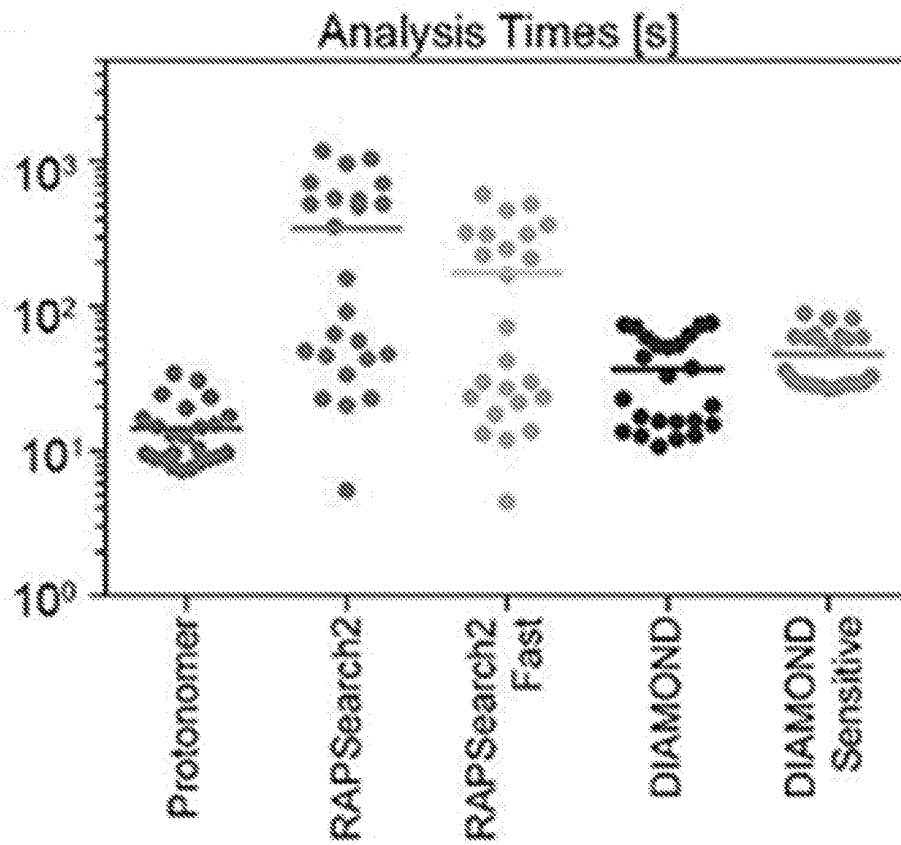 Analysis Times [s]
10³
10²
10¹
10⁰
Protonomer
RAPSearch2
RAPSearch2
Fast
DIAMOND
DIAMOND
Sensitive